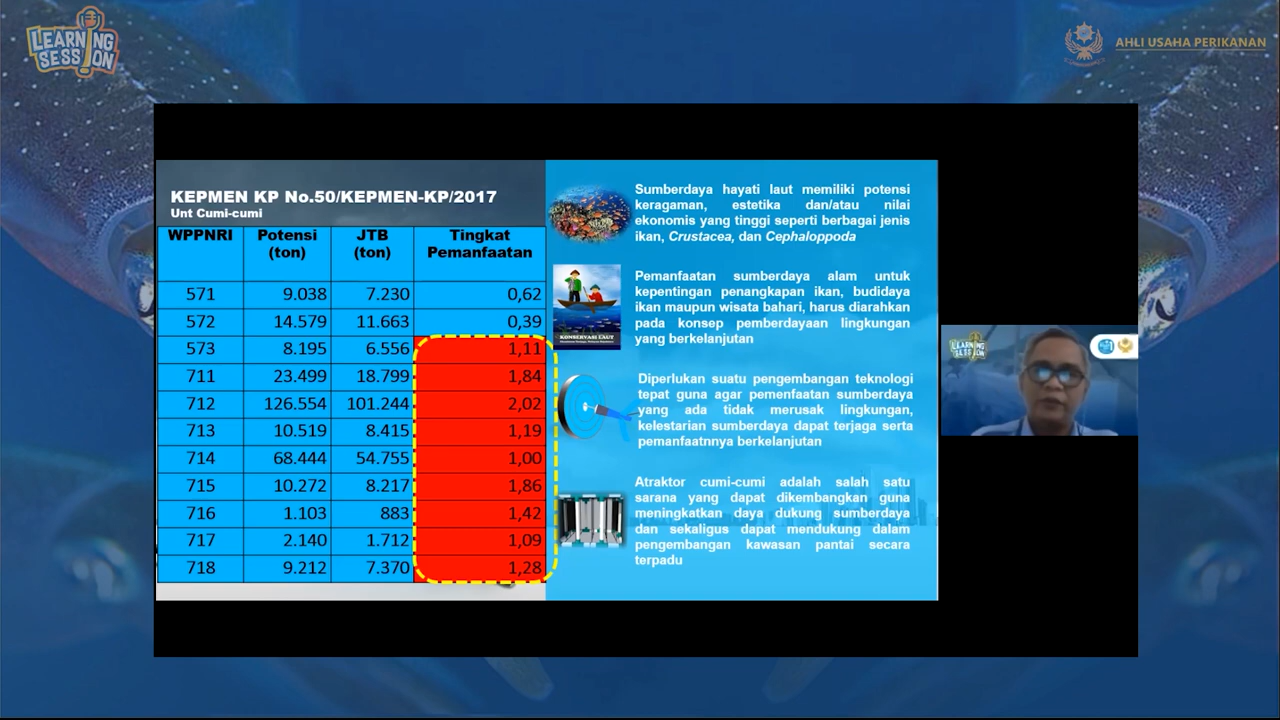 LEARNING
SESSION
AHLI USAHA PERIKANAN
KEPMEN KP No.50/KEPMEN-KP/2017
Unt Cumi-cumi
WPPNRI Potensi (ton) JTB (ton) Tingkat Pemanfaatan
571 9.038 7.230 0,62
572 14.579 11.663 0,39
573 8.195 6.556 1,11
711 23.499 18.799 1,84
712 126.554 101.244 2,02
713 10.519 8.415 1,19
714 68.444 54.755 1,00
715 10.272 8.217 1,86
716 1.103 883 1,42
717 2.140 1.712 1,09
718 9.212 7.370 1,28
Sumberdaya hayati laut memiliki potensi
keragaman, estetika dan/atau nilai
ekonomis yang tinggi seperti berbagai jenis
ikan, Crustacea, dan Cephaloppoda
KONSERVASI LAUT
Pemanfaatan sumberdaya alam untuk
kepentingan penangkapan ikan, budidaya
ikan maupun wisata bahari, harus diarahkan
pada konsep pemberdayaan lingkungan
yang berkelanjutan
Diperlukan suatu pengembangan teknologi
tepat guna agar pemenfaatan sumberdaya
yang ada tidak merusak lingkungan,
kelestarian sumberdaya dapat terjaga serta
pemanfaatnnya berkelanjutan
Atraktor cumi-cumi adalah salah satu
sarana yang dapat dikembangkan guna
meningkatkan daya dukung sumberdaya
dan sekaligus dapat mendukung dalam
pengembangan kawasan pantai secara
terpadu
LEARNING
SESSION